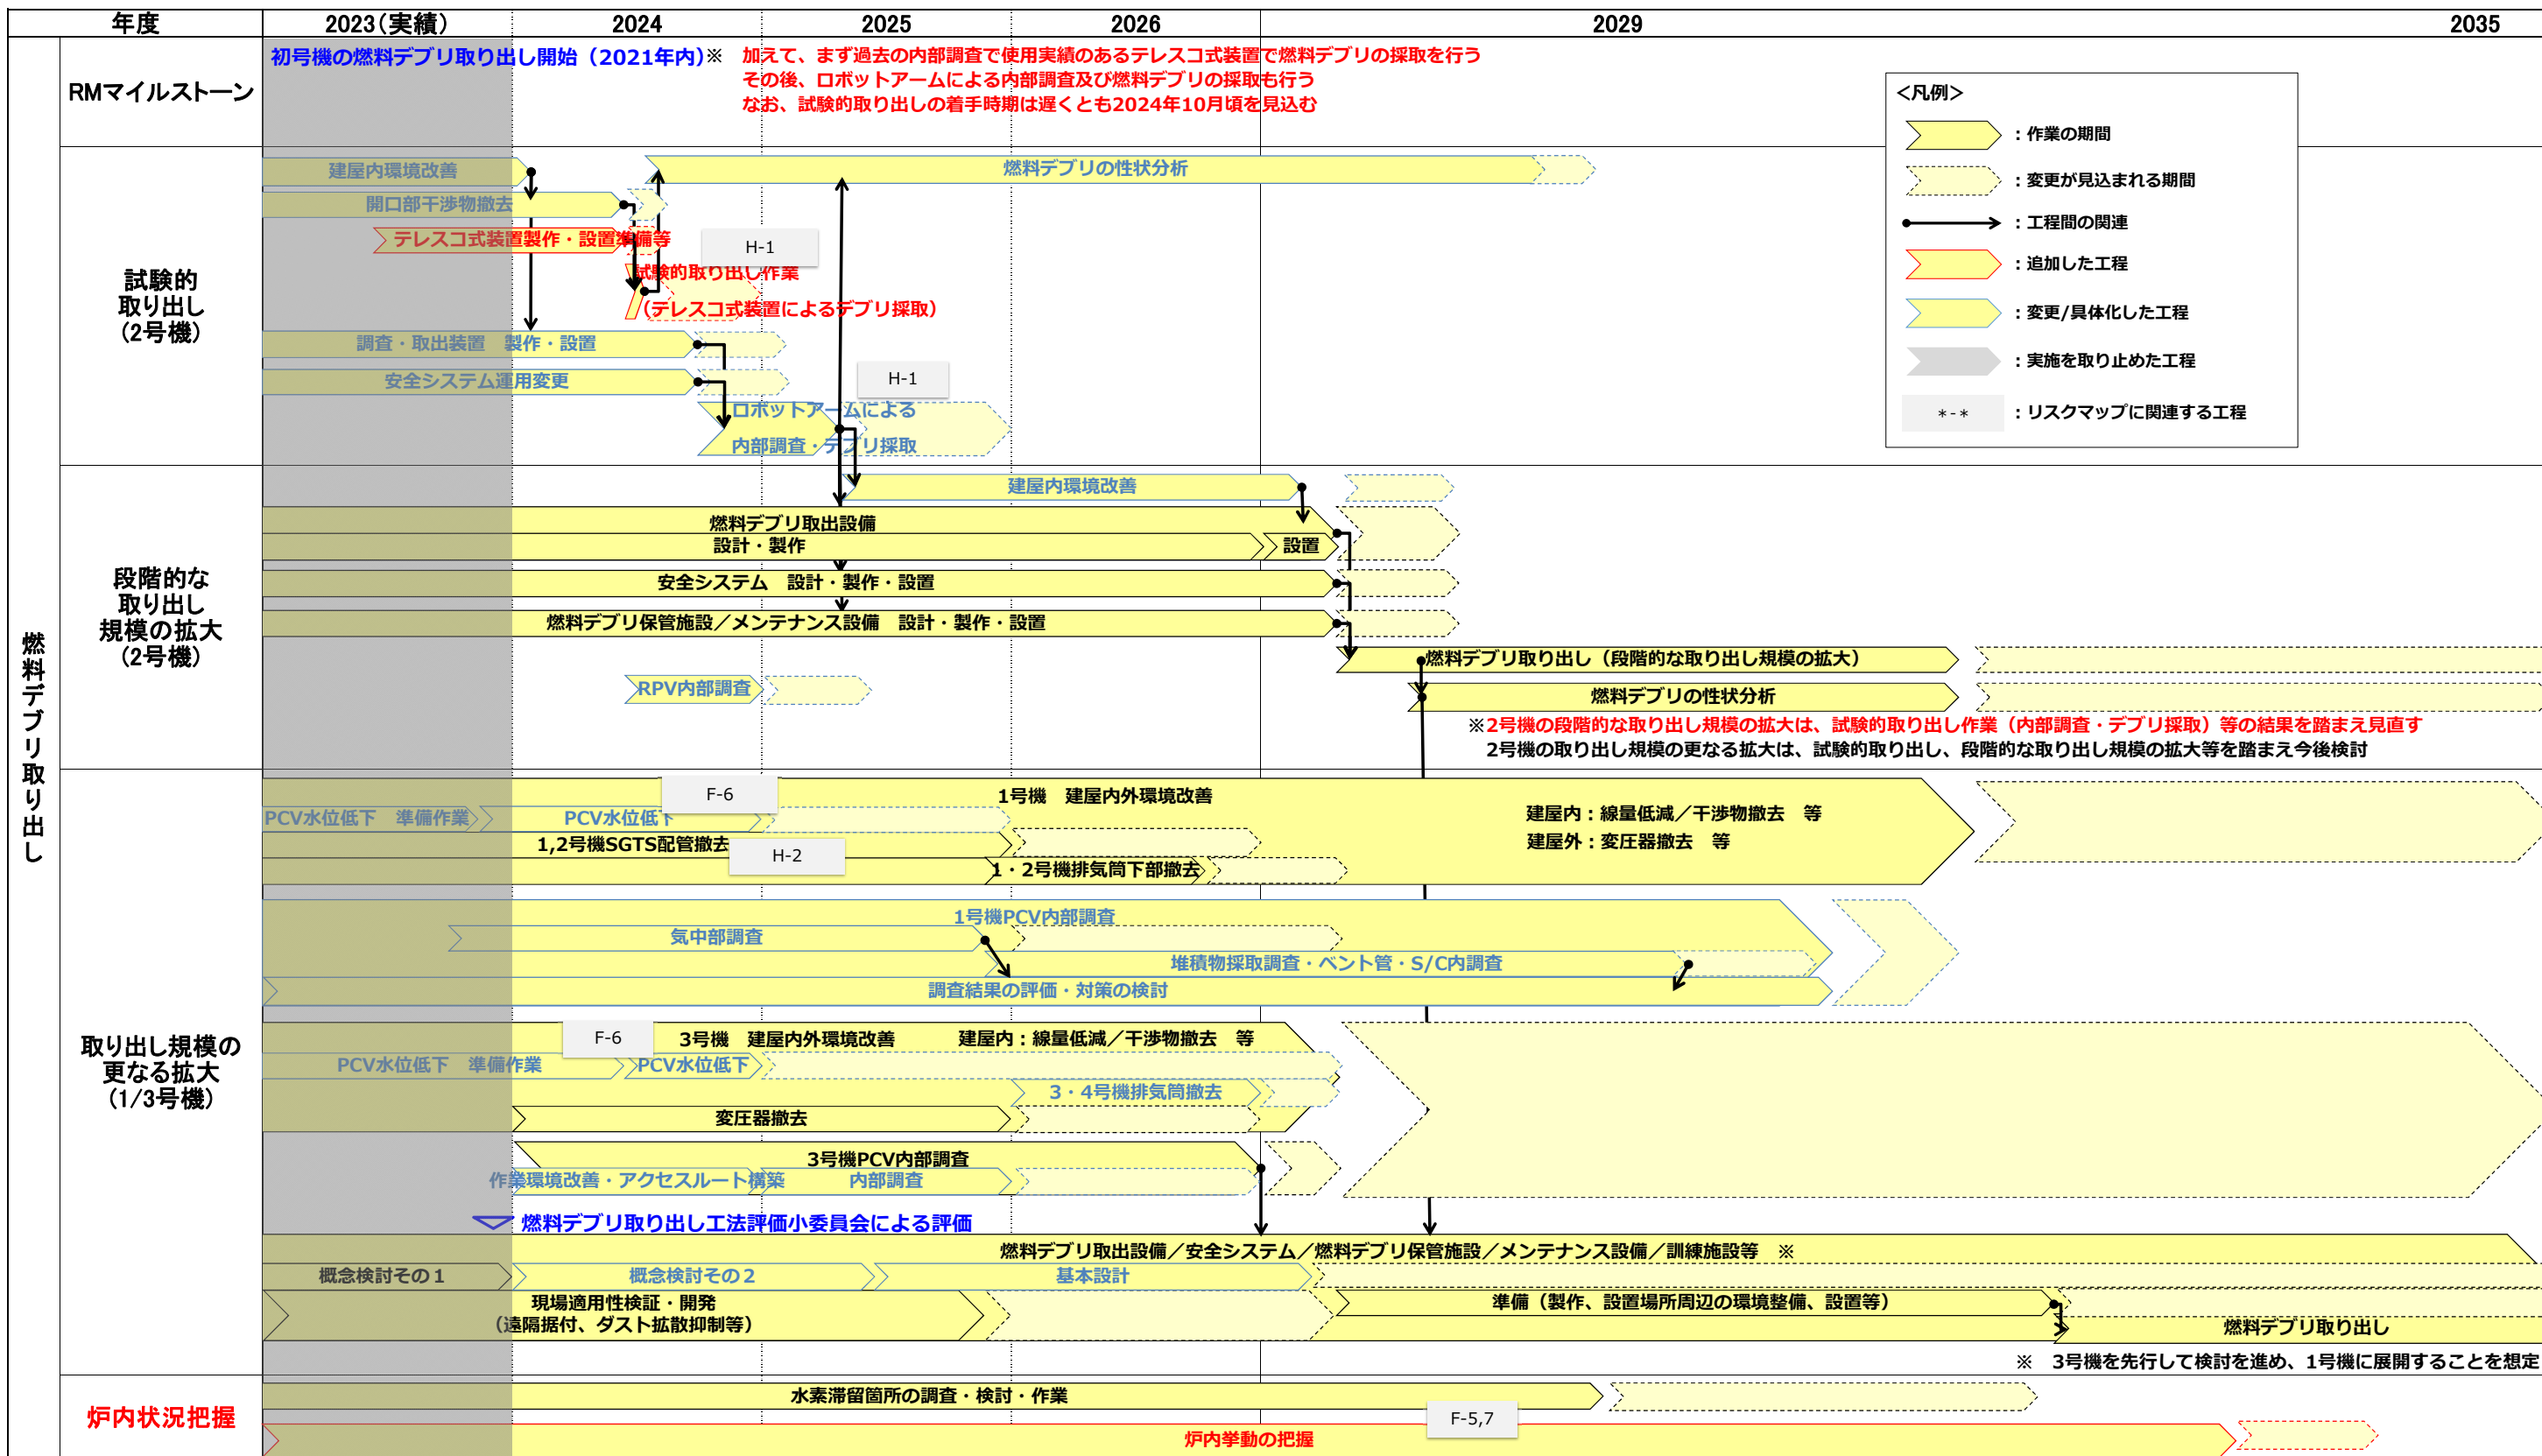 年度
2023（実績）
2024
2025
2026
2029
2035
燃料デブリ取り出し
RMマイルストーン
初号機の燃料デブリ取り出し開始（2021年内）※
加えて、まず過去の内部調査で使用実績のあるテレスコ式装置で燃料デブリの採取を行う
その後、ロボットアームによる内部調査及び燃料デブリの採取も行う
なお、試験的取り出しの着手時期は遅くとも2024年10月頃を見込む
＜凡例＞
：作業の期間
：変更が見込まれる期間
：工程間の関連
：追加した工程
：変更/具体化した工程
：実施を取り止めた工程
*-*
：リスクマップに関連する工程
試験的
取り出し
（2号機）
建屋内環境改善
燃料デブリの性状分析
開口部干渉物撤去
テレスコ式装置製作・設置準備等
H-1
試験的取り出し作業
（テレスコ式装置によるデブリ採取）
調査・取出装置　製作・設置
安全システム運用変更
H-1
ロボットアームによる
内部調査・デブリ採取
段階的な
取り出し
規模の拡大
（2号機）
建屋内環境改善
燃料デブリ取出設備
設計・製作
設置
安全システム　設計・製作・設置
燃料デブリ保管施設／メンテナンス設備　設計・製作・設置
燃料デブリ取り出し（段階的な取り出し規模の拡大）
RPV内部調査
燃料デブリの性状分析
※2号機の段階的な取り出し規模の拡大は、試験的取り出し作業（内部調査・デブリ採取）等の結果を踏まえ見直す
2号機の取り出し規模の更なる拡大は、試験的取り出し、段階的な取り出し規模の拡大等を踏まえ今後検討
取り出し規模の
更なる拡大
（1/3号機）
F-6
1号機　建屋内外環境改善
建屋内：線量低減／干渉物撤去　等
建屋外：変圧器撤去　等
PCV水位低下　準備作業
PCV水位低下
1,2号機SGTS配管撤去
H-2
1・2号機排気筒下部撤去
1号機PCV内部調査
気中部調査
堆積物採取調査・ベント管・S/C内調査
調査結果の評価・対策の検討
F-6
3号機　建屋内外環境改善
建屋内：線量低減／干渉物撤去　等
PCV水位低下　準備作業
PCV水位低下
3・4号機排気筒撤去
変圧器撤去
3号機PCV内部調査
作業環境改善・アクセスルート構築
内部調査
燃料デブリ取り出し工法評価小委員会による評価
燃料デブリ取出設備／安全システム／燃料デブリ保管施設／メンテナンス設備／訓練施設等　※
概念検討その１
概念検討その２
基本設計
現場適用性検証・開発
（遠隔据付、ダスト拡散抑制等）
準備（製作、設置場所周辺の環境整備、設置等）
燃料デブリ取り出し
※　3号機を先行して検討を進め、1号機に展開することを想定
炉内状況把握
水素滞留箇所の調査・検討・作業
F-5,7
炉内挙動の把握